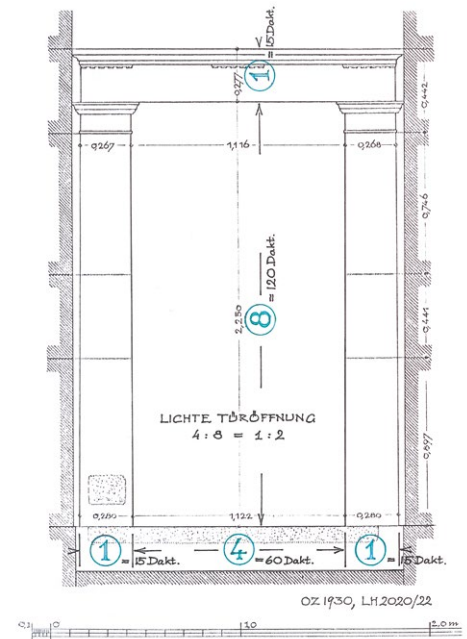 1 = 15 Dakt.
0,277
0,442
0,267 1,116 0,268
0,746
8 = 120 Dakt.
2,250
0,441
LICHTE TÜRÖFFNUNG
4 : 8 = 1 : 2
0,697
0,280 1,122 0,280
1 = 15 Dakt. 4 = 60 Dakt. 1 = 15 Dakt.
OZ 1930, LH 2020/22
0,1 0 1,0 2,0 m